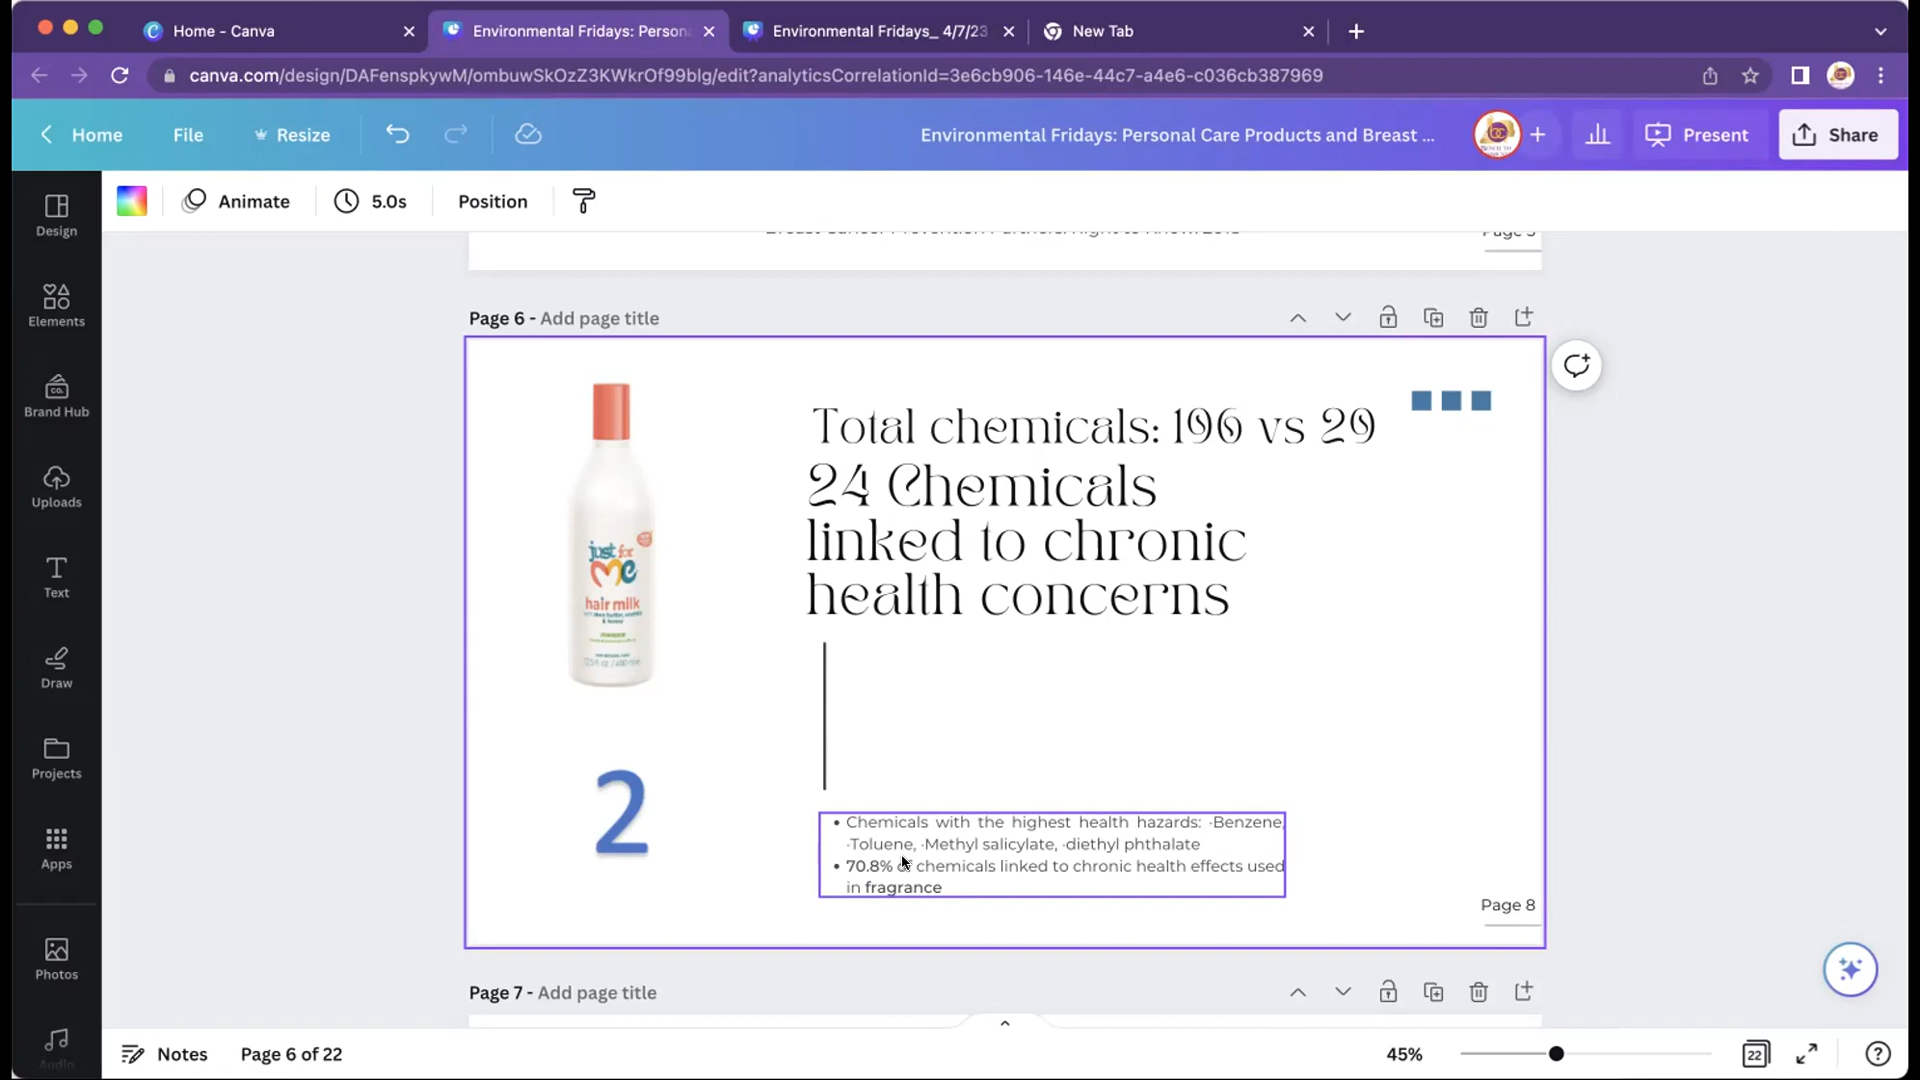 Home - Canva
Environmental Fridays: Person
Environmental Fridays_ 4/7/23
New Tab
canva.com/design/DAFenspkywM/ombuwSkOzZ3KWkrOf99blg/edit?analyticsCorrelationId=3e6cb906-146e-44c7-a4e6-c036cb387969
Home
File
Resize
Environmental Fridays: Personal Care Products and Breast ...
Present
Share
Animate
5.0s
Position
Design
Elements
Brand Hub
Uploads
Text
Draw
Projects
Apps
Photos
Audio
Page 6 - Add page title
Total chemicals: 196 vs 29
24 Chemicals
linked to chronic
health concerns
just for
me
hair milk
2
• Chemicals with the highest health hazards: ·Benzene,
·Toluene, ·Methyl salicylate, ·diethyl phthalate
• 70.8% of chemicals linked to chronic health effects used
in fragrance
Page 8
Page 7 - Add page title
Notes
Page 6 of 22
45%
22